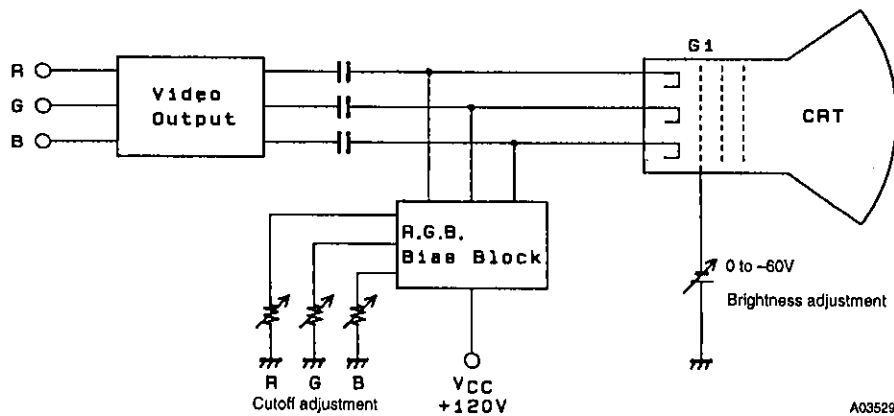 G1
R
G
B
Video
Output
CRT
R.G.B.
Bias Block
0 to –60V
Brightness adjustment
R G B
Cutoff adjustment
VCC
+120V
A03529